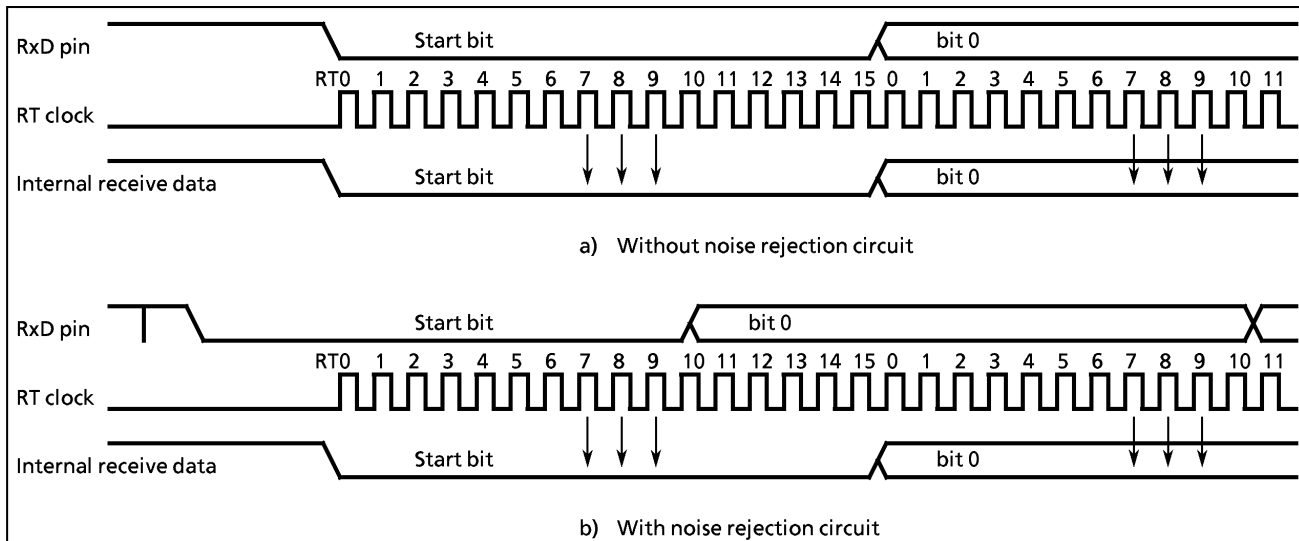 RxD pin Start bit bit 0
RT0 1 2 3 4 5 6 7 8 9 10 11 12 13 14 15 0 1 2 3 4 5 6 7 8 9 10 11
RT clock
Internal receive data Start bit bit 0
a) Without noise rejection circuit
RxD pin Start bit bit 0
RT0 1 2 3 4 5 6 7 8 9 10 11 12 13 14 15 0 1 2 3 4 5 6 7 8 9 10 11
RT clock
Internal receive data Start bit bit 0
b) With noise rejection circuit